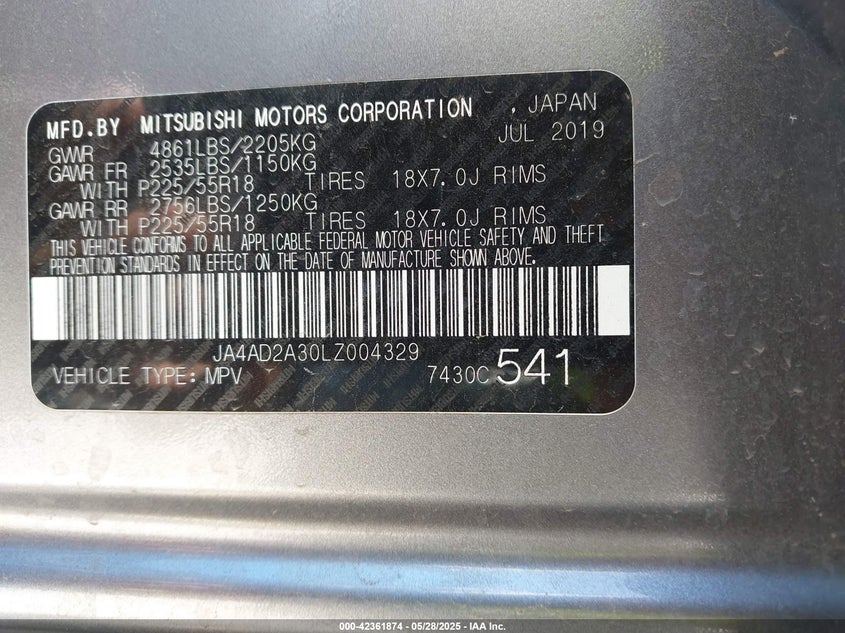 MFD.BY MITSUBISHI MOTORS CORPORATION , JAPAN
GVWR 4861LBS/2205KG JUL 2019
GAWR FR 2535LBS/1150KG
WITH P225/55R18 TIRES 18X7.0J RIMS
GAWR RR 2756LBS/1250KG
WITH P225/55R18 TIRES 18X7.0J RIMS
THIS VEHICLE CONFORMS TO ALL APPLICABLE FEDERAL MOTOR VEHICLE SAFETY AND THEFT
PREVENTION STANDARDS IN EFFECT ON THE DATE OF MANUFACTURE SHOWN ABOVE.
JA4AD2A30LZ004329
VEHICLE TYPE: MPV 7430C 541
000-42361874 | 05/28/2025 - IAA Inc.